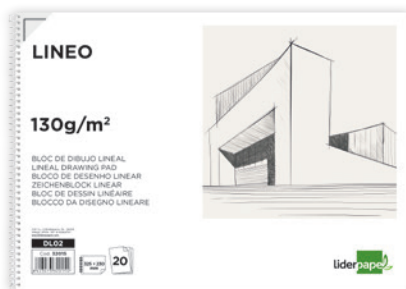 LINEO
130g/m²
BLOC DE DIBUJO LINEAL
LINEAL DRAWING PAD
BLOCO DE DESENHO LINEAR
ZEICHENBLOCK LINEAR
BLOC DE DESSIN LINÉAIRE
BLOCCO DA DISEGNO LINEARE
DL02
20
liderpapel